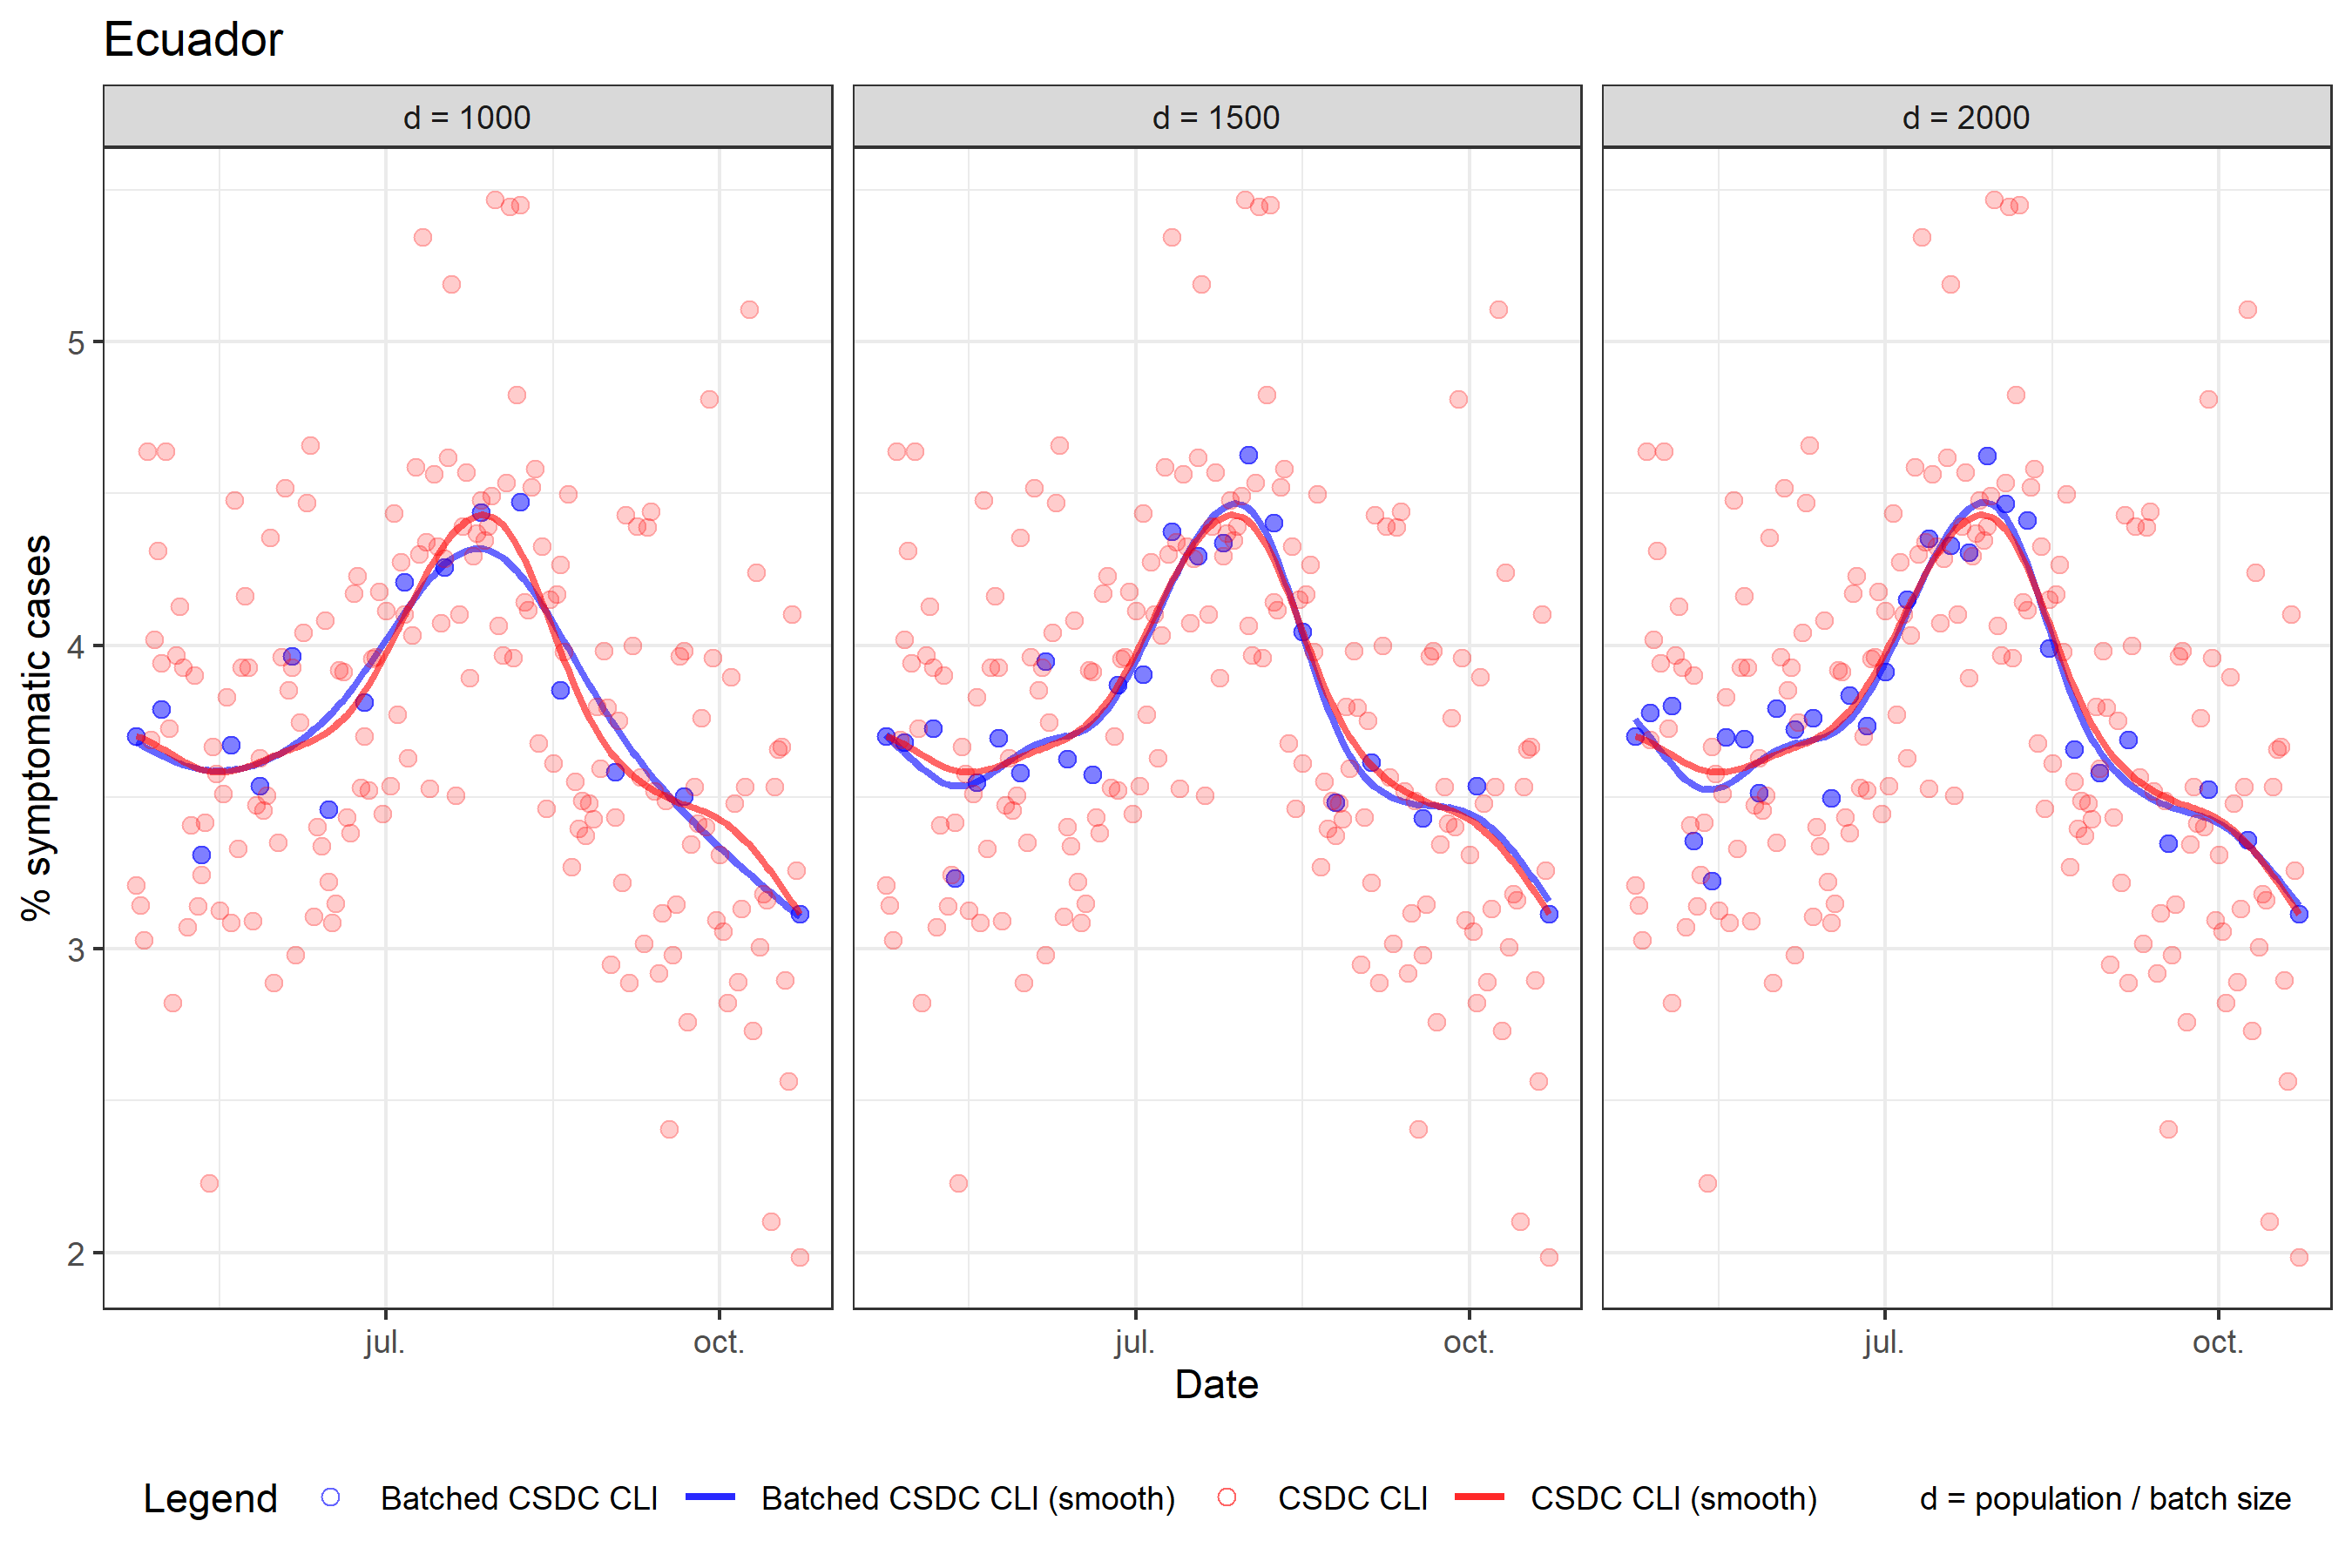 Ecuador
d = 1000
d = 1500
d = 2000
% symptomatic cases
5
4
3
2
jul.
oct.
jul.
oct.
jul.
oct.
Date
Legend
Batched CSDC CLI
Batched CSDC CLI (smooth)
CSDC CLI
CSDC CLI (smooth)
d = population / batch size